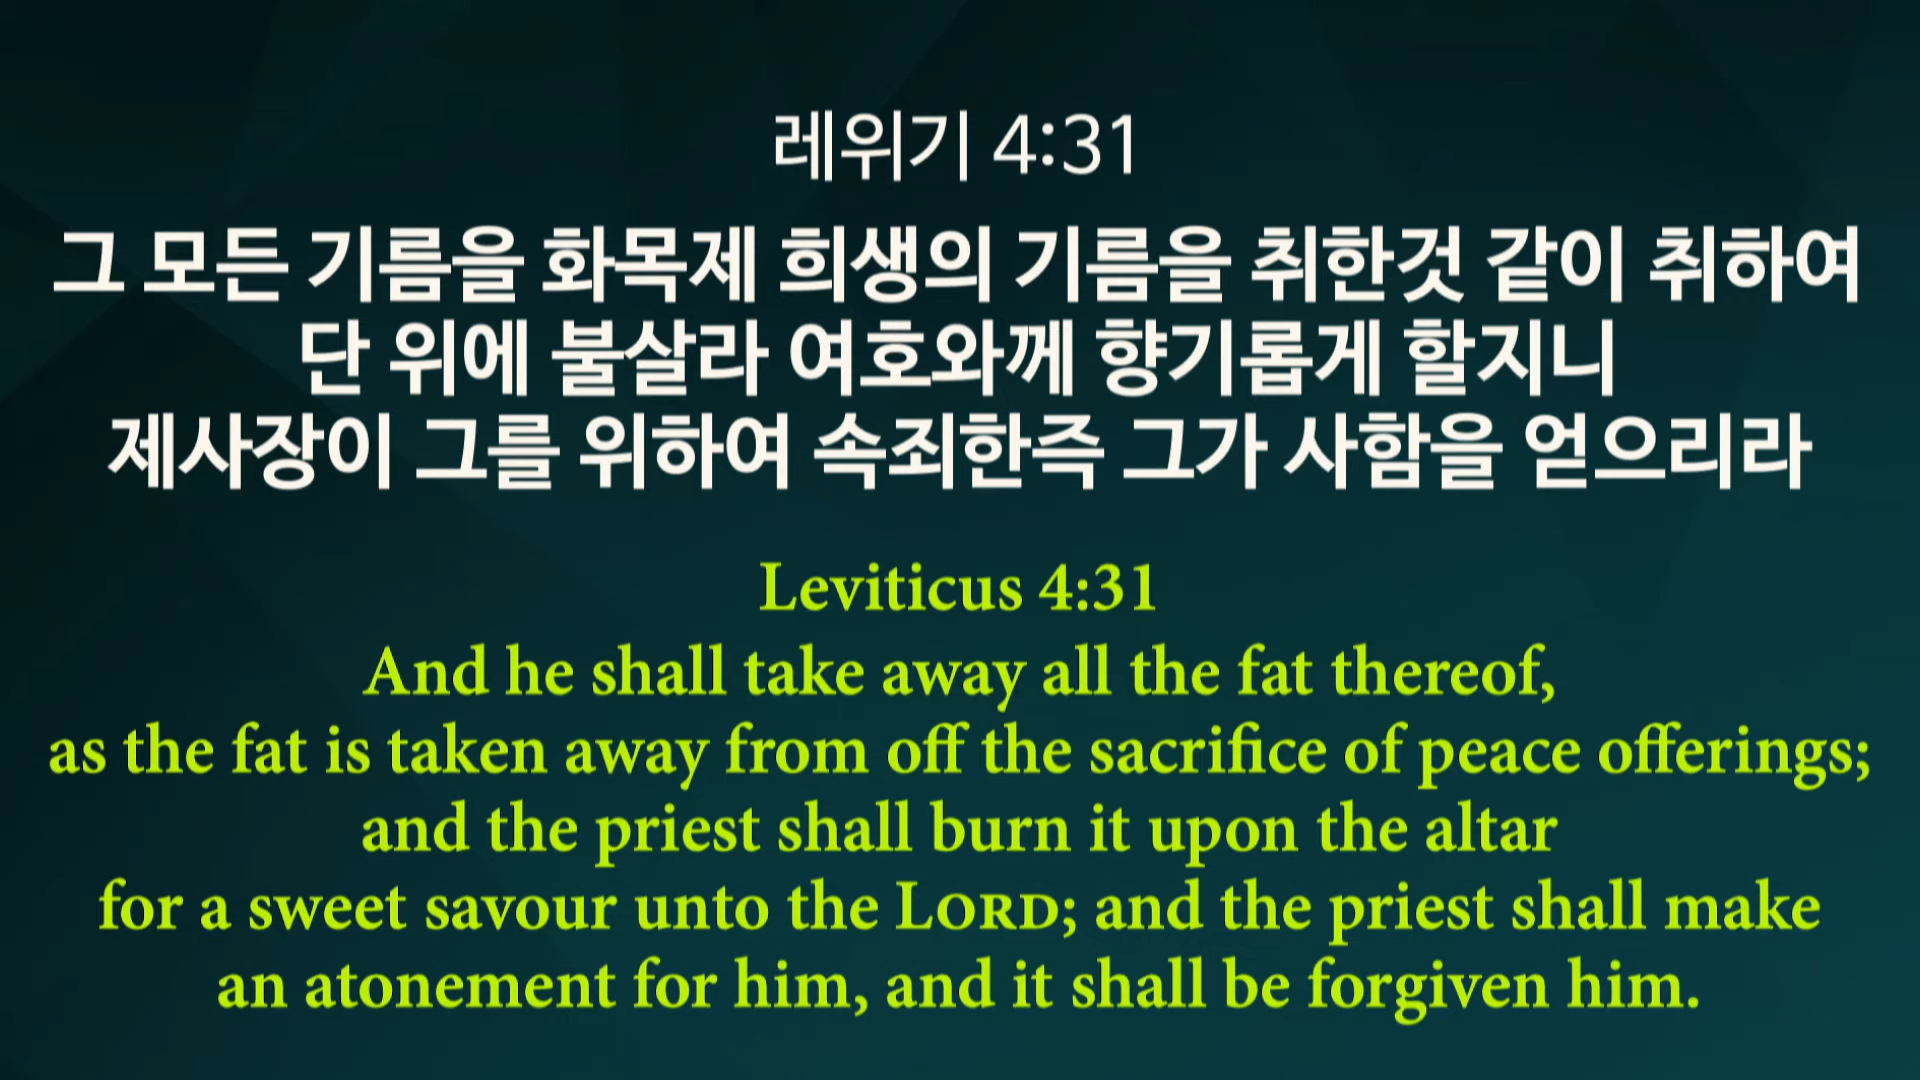 레위기 4:31
그 모든 기름을 화목제 희생의 기름을 취한것 같이 취하여
단 위에 불살라 여호와께 향기롭게 할지니
제사장이 그를 위하여 속죄한즉 그가 사함을 얻으리라
Leviticus 4:31
And he shall take away all the fat thereof,
as the fat is taken away from off the sacrifice of peace offerings;
and the priest shall burn it upon the altar
for a sweet savour unto the LORD; and the priest shall make
an atonement for him, and it shall be forgiven him.